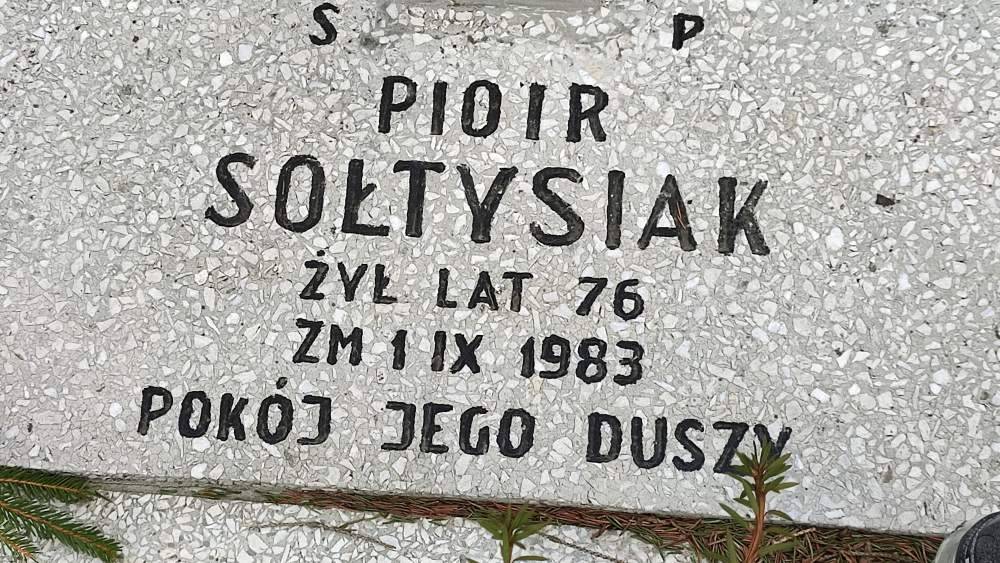 S P
PIOIR
SOŁTYSIAK
ŻYŁ LAT 76
ZM 1 IX 1983
POKÓJ JEGO DUSZY